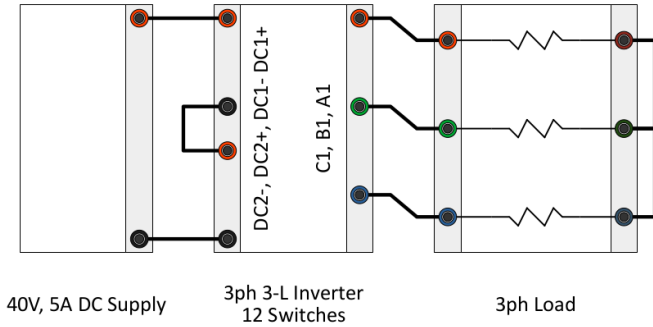 DC2-, DC2+, DC1- DC1+
C1, B1, A1
40V, 5A DC Supply
3ph 3-L Inverter
12 Switches
3ph Load